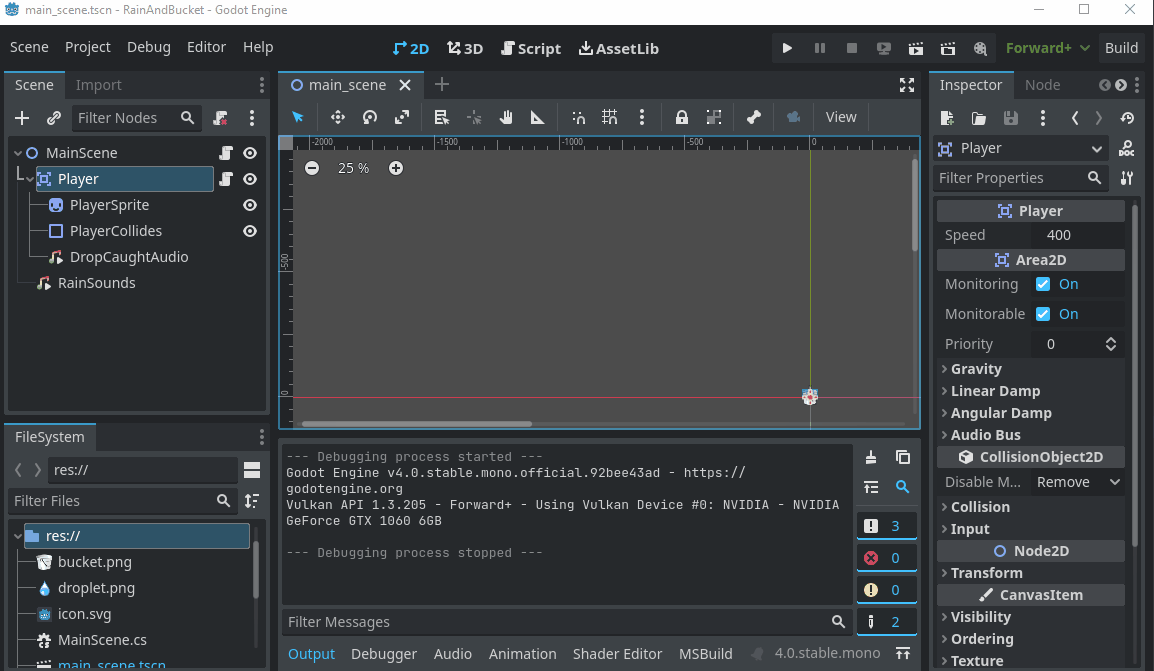 main_scene.tscn - RainAndBucket - Godot Engine
Scene Project Debug Editor Help
2D 3D Script AssetLib
Forward+ Build
Scene Import
Filter Nodes
MainScene
Player
PlayerSprite
PlayerCollides
DropCaughtAudio
RainSounds
FileSystem
res://
Filter Files
res://
bucket.png
droplet.png
icon.svg
MainScene.cs
main_scene.tscn
main_scene
View
-2000 -1500 -1000 -500 0
25 %
-500
0
--- Debugging process started ---
Godot Engine v4.0.stable.mono.official.92bee43ad - https://
godotengine.org
Vulkan API 1.3.205 - Forward+ - Using Vulkan Device #0: NVIDIA - NVIDIA
GeForce GTX 1060 6GB
--- Debugging process stopped ---
3
0
0
2
Filter Messages
Output Debugger Audio Animation Shader Editor MSBuild 4.0.stable.mono
Inspector Node
DOC
Player
Filter Properties
Player
Speed 400
Area2D
Monitoring On
Monitorable On
Priority 0
Gravity
Linear Damp
Angular Damp
Audio Bus
CollisionObject2D
Disable M... Remove
Collision
Input
Node2D
Transform
CanvasItem
Visibility
Ordering
Texture